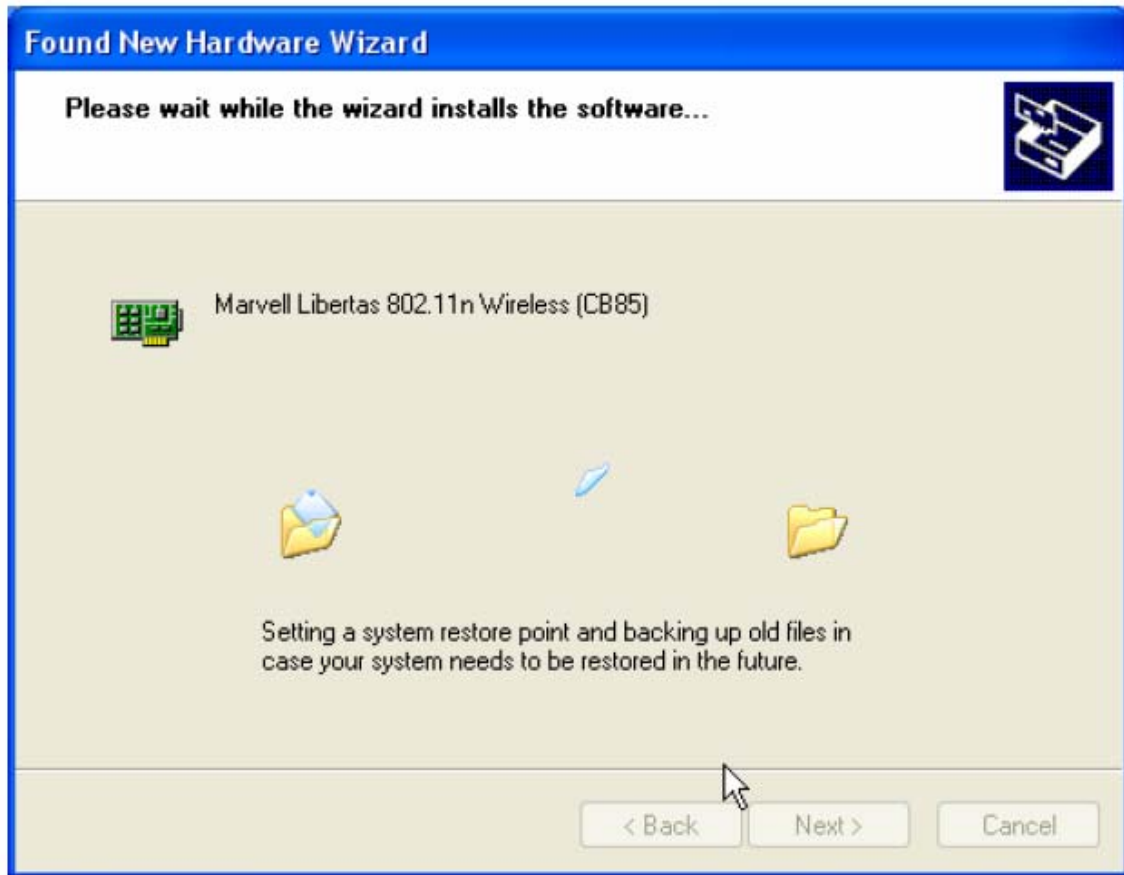 Found New Hardware Wizard
Please wait while the wizard installs the software...
Marvell Libertas 802.11n Wireless (CB85)
Setting a system restore point and backing up old files in
case your system needs to be restored in the future.
< Back Next > Cancel